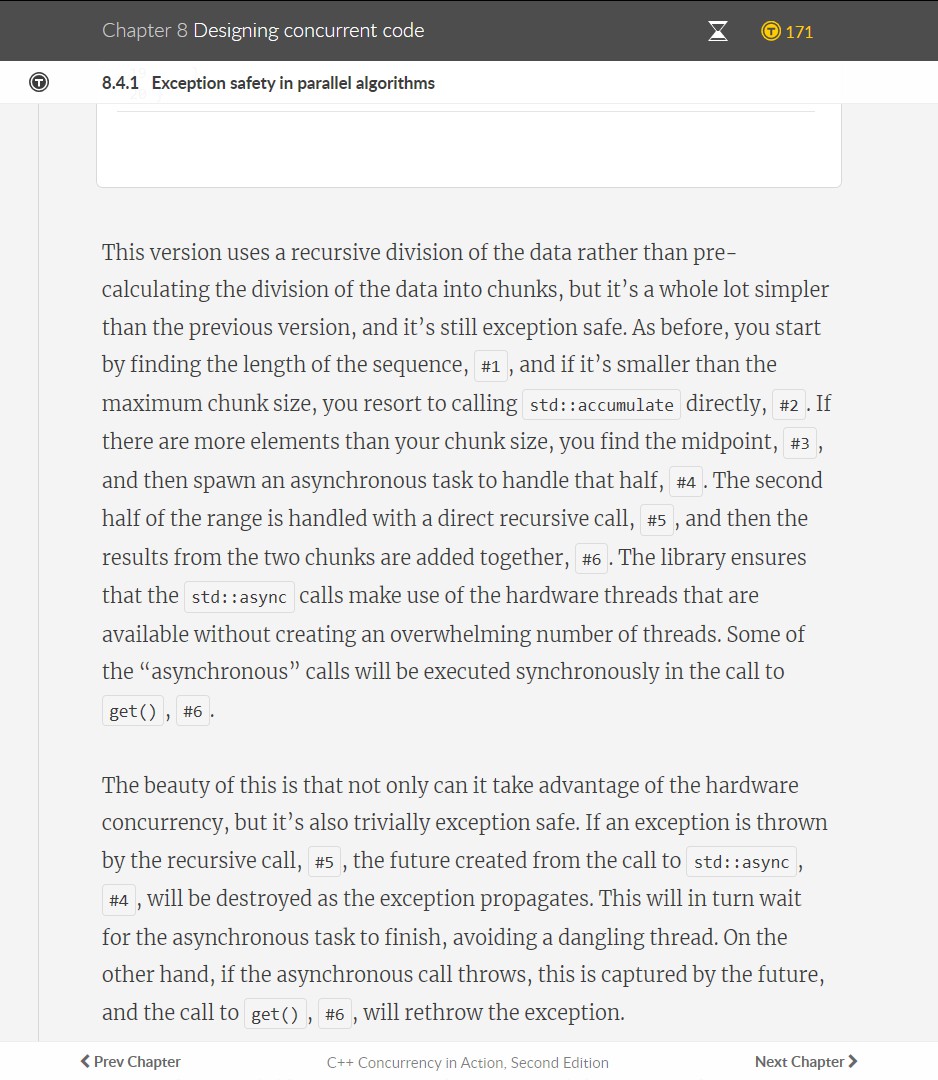 Chapter 8 Designing concurrent code
171
8.4.1 Exception safety in parallel algorithms
This version uses a recursive division of the data rather than pre-
calculating the division of the data into chunks, but it’s a whole lot simpler
than the previous version, and it’s still exception safe. As before, you start
by finding the length of the sequence, #1, and if it’s smaller than the
maximum chunk size, you resort to calling std::accumulate directly, #2. If
there are more elements than your chunk size, you find the midpoint, #3,
and then spawn an asynchronous task to handle that half, #4. The second
half of the range is handled with a direct recursive call, #5, and then the
results from the two chunks are added together, #6. The library ensures
that the std::async calls make use of the hardware threads that are
available without creating an overwhelming number of threads. Some of
the “asynchronous” calls will be executed synchronously in the call to
get(), #6.
The beauty of this is that not only can it take advantage of the hardware
concurrency, but it’s also trivially exception safe. If an exception is thrown
by the recursive call, #5, the future created from the call to std::async,
#4, will be destroyed as the exception propagates. This will in turn wait
for the asynchronous task to finish, avoiding a dangling thread. On the
other hand, if the asynchronous call throws, this is captured by the future,
and the call to get(), #6, will rethrow the exception.
Prev Chapter C++ Concurrency in Action, Second Edition Next Chapter